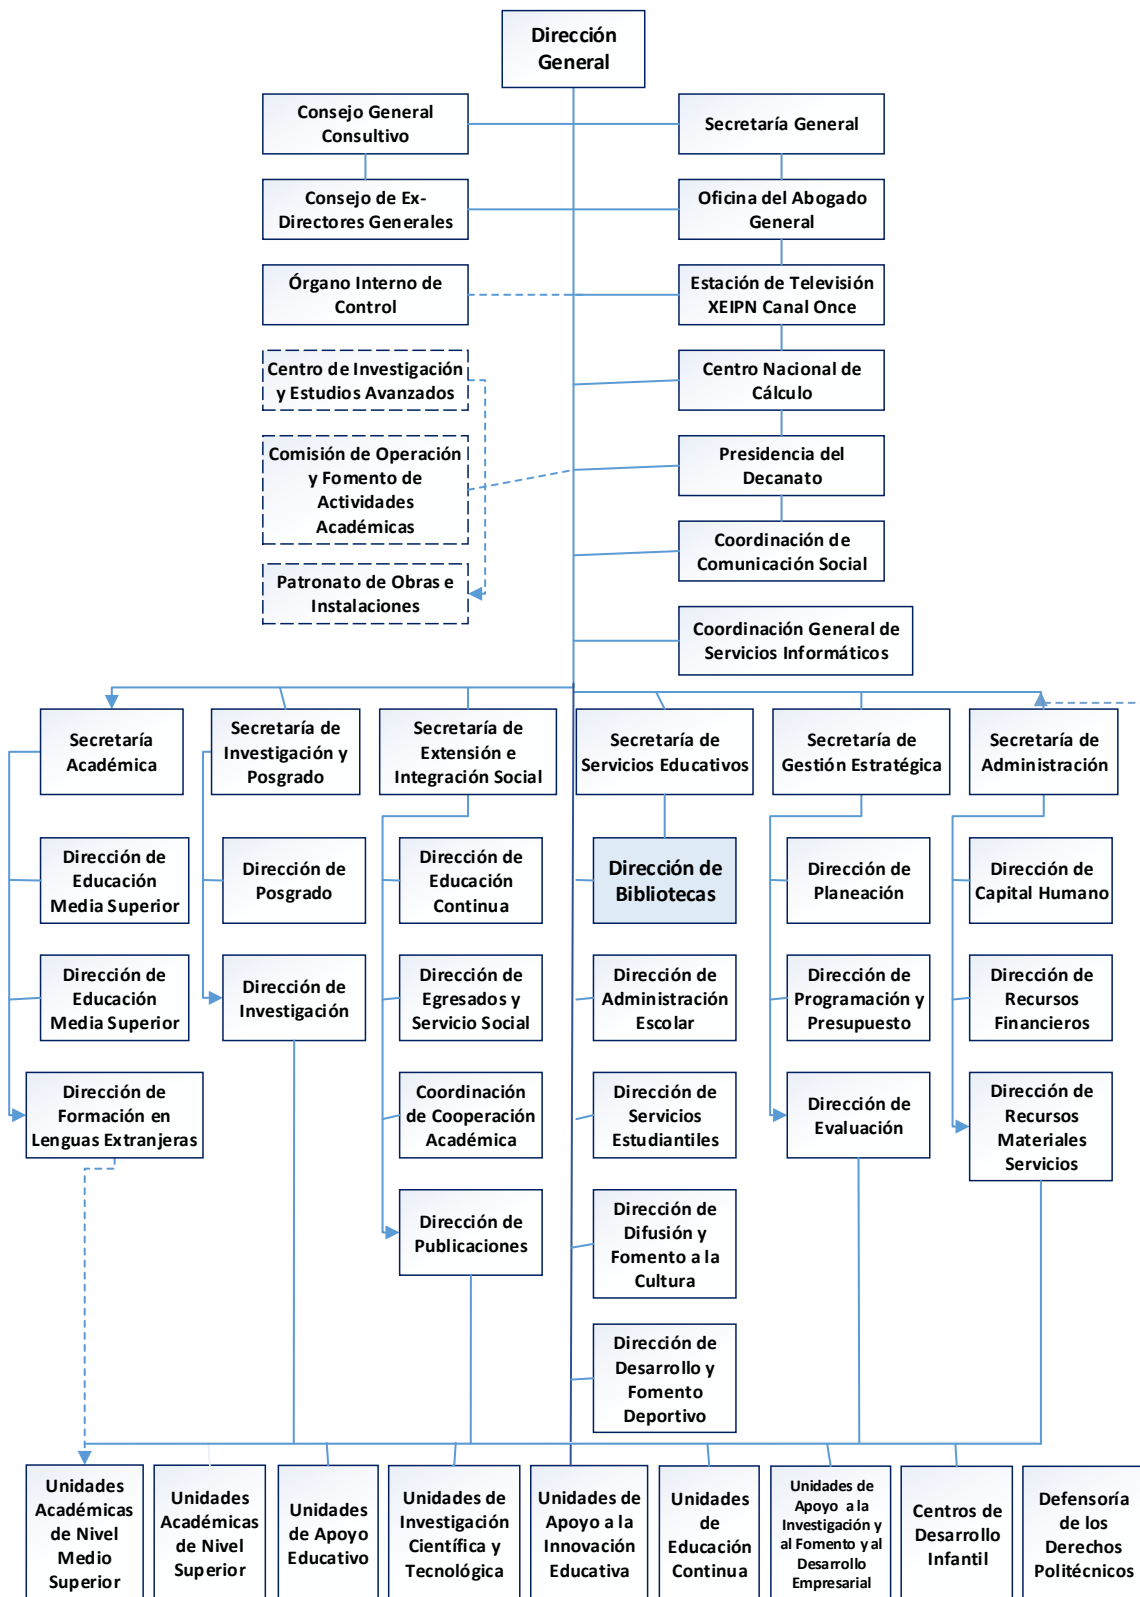 Dirección
General
Consejo General
Consultivo
Secretaría General
Consejo de Ex-
Directores Generales
Oficina del Abogado
General
Órgano Interno de
Control
Estación de Televisión
XEIPN Canal Once
Centro de Investigación
y Estudios Avanzados
Centro Nacional de
Cálculo
Comisión de Operación
y Fomento de
Actividades
Académicas
Presidencia del
Decanato
Coordinación de
Comunicación Social
Patronato de Obras e
Instalaciones
Coordinación General de
Servicios Informáticos
Secretaría
Académica
Secretaría de
Investigación y
Posgrado
Secretaría de
Extensión e
Integración Social
Secretaría de
Servicios Educativos
Secretaría de
Gestión Estratégica
Secretaría de
Administración
Dirección de
Educación
Media Superior
Dirección de
Posgrado
Dirección de
Educación
Continua
Dirección de
Bibliotecas
Dirección de
Planeación
Dirección de
Capital Humano
Dirección de
Educación
Media Superior
Dirección de
Investigación
Dirección de
Egresados y
Servicio Social
Dirección de
Administración
Escolar
Dirección de
Programación y
Presupuesto
Dirección de
Recursos
Financieros
Dirección de
Formación en
Lenguas Extranjeras
Coordinación
de Cooperación
Académica
Dirección de
Servicios
Estudiantiles
Dirección de
Evaluación
Dirección de
Recursos
Materiales
Servicios
Dirección de
Publicaciones
Dirección de
Difusión y
Fomento a la
Cultura
Dirección de
Desarrollo y
Fomento
Deportivo
Unidades
Académicas
de Nivel
Medio
Superior
Unidades
Académicas
de Nivel
Superior
Unidades
de Apoyo
Educativo
Unidades de
Investigación
Científica y
Tecnológica
Unidades de
Apoyo a la
Innovación
Educativa
Unidades
de
Educación
Continua
Unidades de
Apoyo a la
Investigación y
al Fomento y al
Desarrollo
Empresarial
Centros de
Desarrollo
Infantil
Defensoría
de los
Derechos
Politécnicos